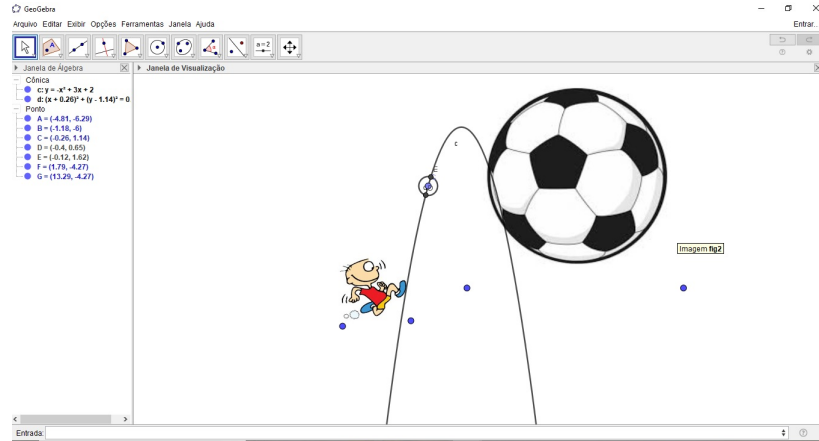 GeoGebra
Arquivo Editar Exibir Opções Ferramentas Janela Ajuda
Entrar...
a=2
Janela de Álgebra
Janela de Visualização
Cônica
c: y = -x² + 3x + 2
d: (x + 0.26)² + (y - 1.14)² = 0
Ponto
A = (-4.81, -6.29)
B = (-1.18, -6)
C = (-0.26, 1.14)
D = (-0.4, 0.65)
E = (-0.12, 1.62)
F = (1.79, -4.27)
G = (13.29, -4.27)
c
E
Imagem fig2
Entrada: